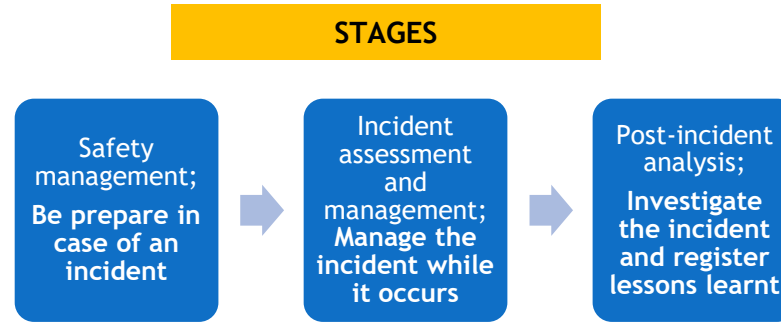 STAGES
Safety
management;
Be prepare in
case of an
incident
Incident
assessment
and
management;
Manage the
incident while
it occurs
Post-incident
analysis;
Investigate
the incident
and register
lessons learnt